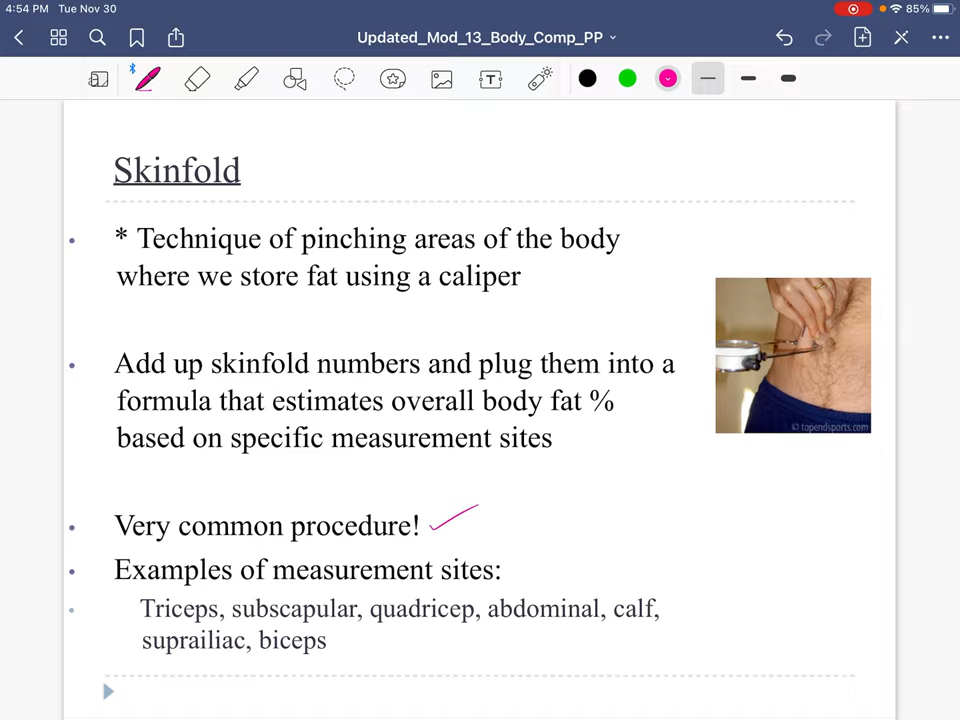 4:54 PM Tue Nov 30
85%
Updated_Mod_13_Body_Comp_PP
T
Skinfold
• * Technique of pinching areas of the body
where we store fat using a caliper
• Add up skinfold numbers and plug them into a
formula that estimates overall body fat %
based on specific measurement sites
© topendsports.com
• Very common procedure!
• Examples of measurement sites:
• Triceps, subscapular, quadricep, abdominal, calf,
suprailiac, biceps